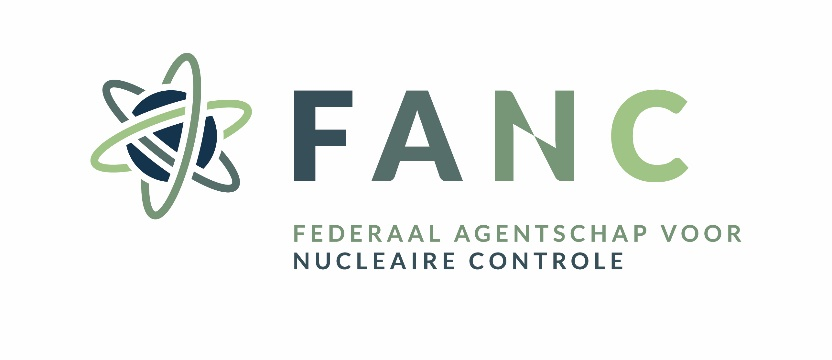 FANC
FEDERAAL AGENTSCHAP VOOR
NUCLEAIRE CONTROLE